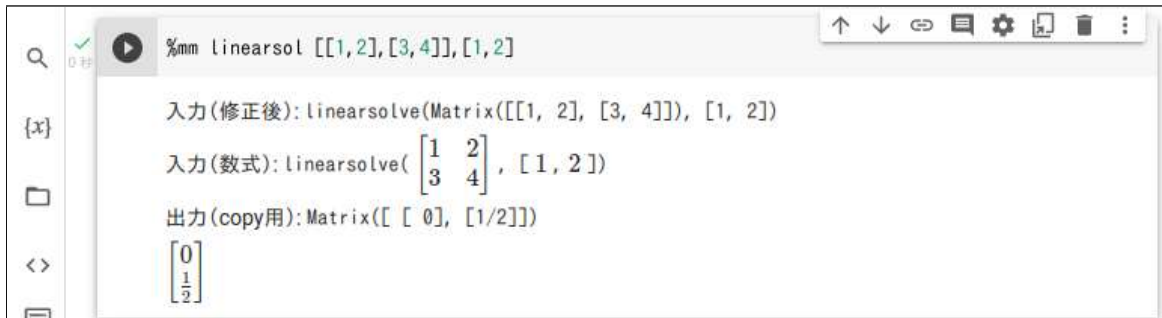 %mm linearsol [[1,2],[3,4]],[1,2]
0 秒
入力(修正後):linearsolve(Matrix([[1, 2], [3, 4]]), [1, 2])
{x}
入力(数式):linearsolve( [1 2
3 4] , [1,2])
出力(copy用):Matrix([ [ 0], [1/2]])
[0
1/2]
<>